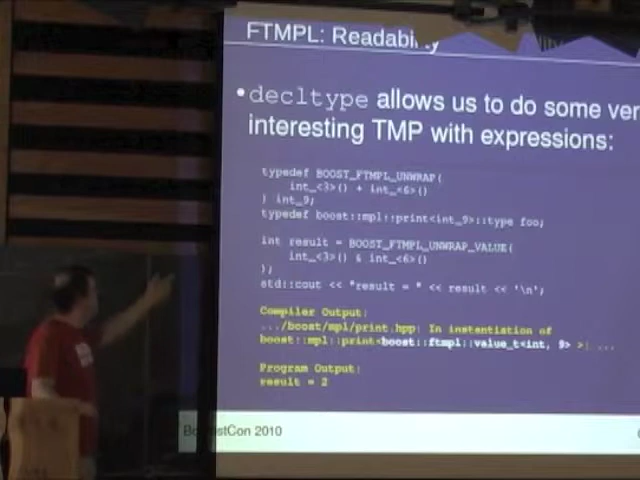 FTMPL: Readability
• decltype allows us to do some ver
interesting TMP with expressions:
typedef BOOST_FTMPL_UNWRAP(
int_<3>() + int_<6>()
) int_9;
typedef boost::mpl::print<int_9>::type foo;
int result = BOOST_FTMPL_UNWRAP_VALUE(
int_<3>() & int_<6>()
);
std::cout << "result = " << result << '\n';
Compiler Output:
.../boost/mpl/print.hpp: In instantiation of
boost::mpl::print<boost::ftmpl::value_t<int, 9> >: ...
Program Output:
result = 2
BoostCon 2010